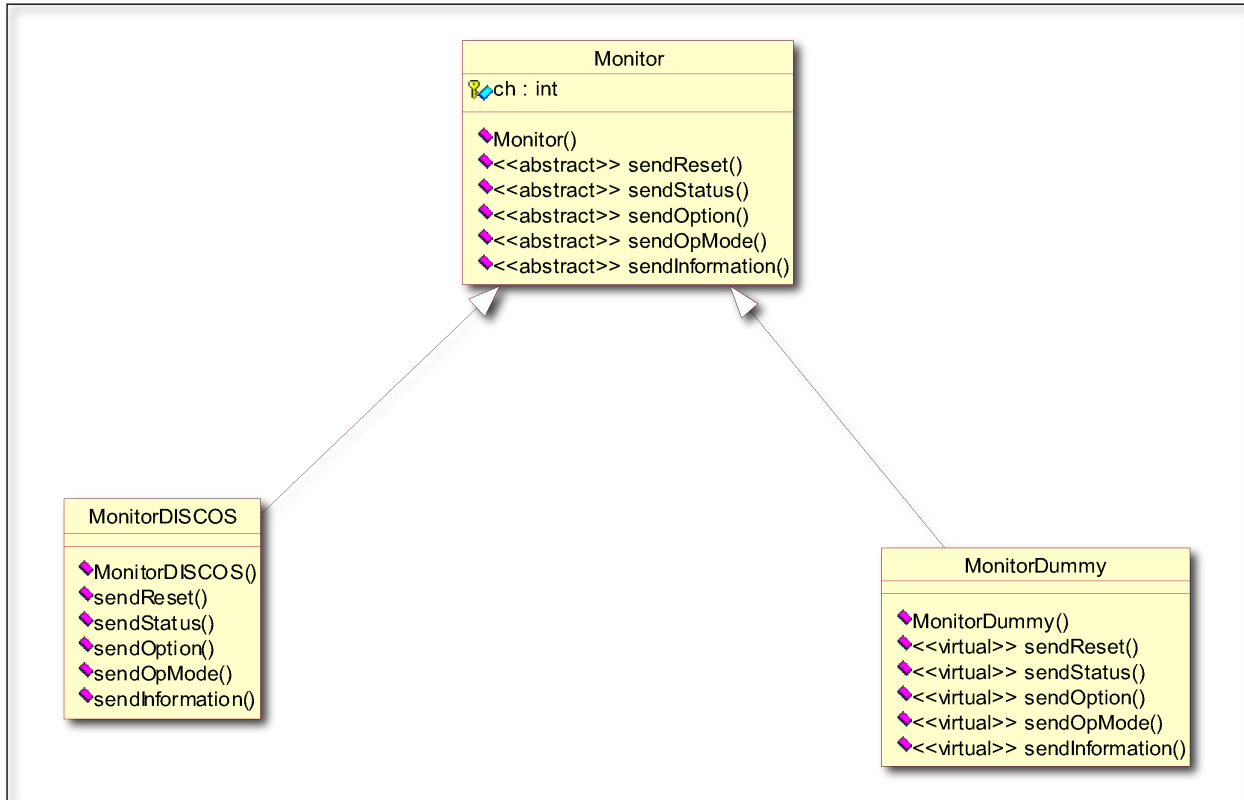 Monitor
ch : int
Monitor()
<<abstract>> sendReset()
<<abstract>> sendStatus()
<<abstract>> sendOption()
<<abstract>> sendOpMode()
<<abstract>> sendInformation()
MonitorDISCOS
MonitorDISCOS()
sendReset()
sendStatus()
sendOption()
sendOpMode()
sendInformation()
MonitorDummy
MonitorDummy()
<<virtual>> sendReset()
<<virtual>> sendStatus()
<<virtual>> sendOption()
<<virtual>> sendOpMode()
<<virtual>> sendInformation()